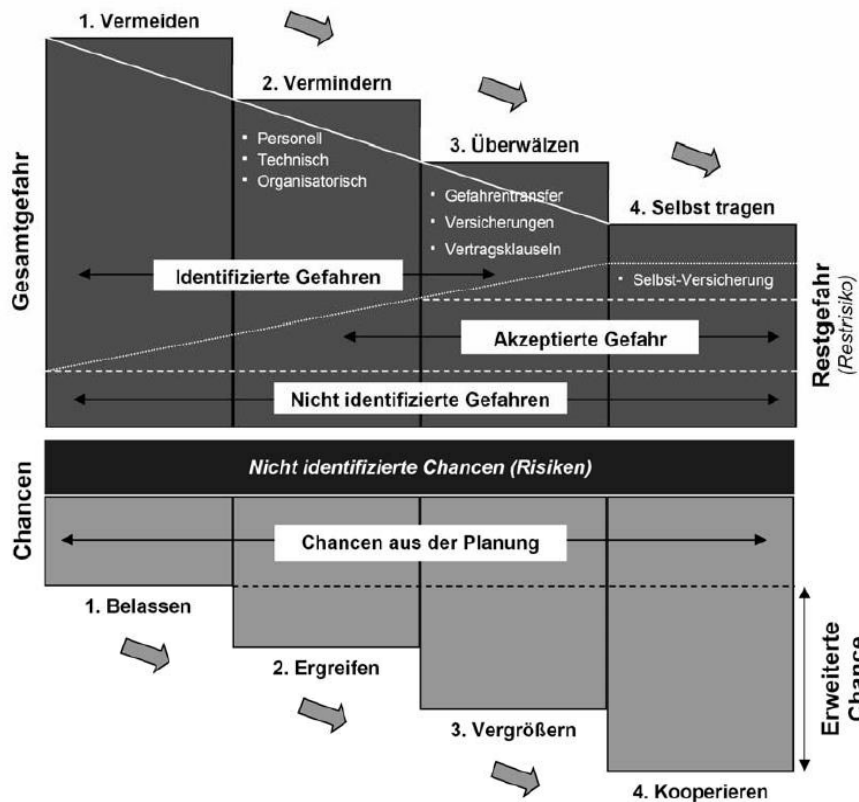 1. Vermeiden
2. Vermindern
▪ Personell
▪ Technisch
▪ Organisatorisch
3. Überwälzen
▪ Gefahrentransfer
▪ Versicherungen
▪ Vertragsklauseln
4. Selbst tragen
▪ Selbst-Versicherung
Gesamtgefahr
Identifizierte Gefahren
Akzeptierte Gefahr
Nicht identifizierte Gefahren
Restgefahr
(Restrisiko)
Chancen
Nicht identifizierte Chancen (Risiken)
Chancen aus der Planung
1. Belassen
2. Ergreifen
3. Vergrößern
4. Kooperieren
Erweiterte
Chance